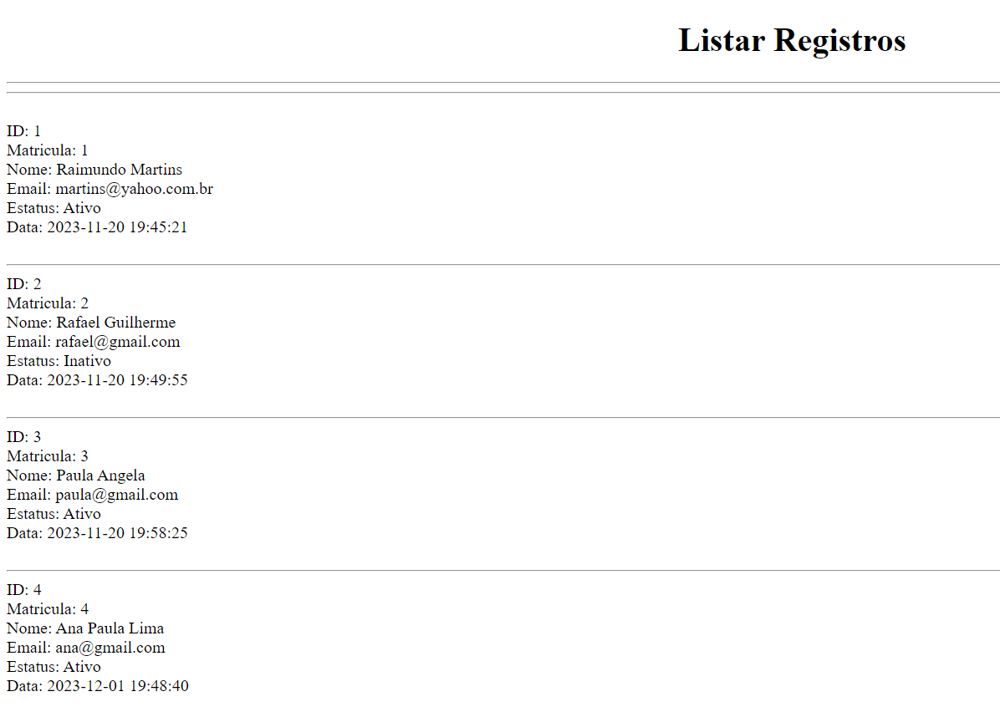 Listar Registros
ID: 1
Matricula: 1
Nome: Raimundo Martins
Email: martins@yahoo.com.br
Estatus: Ativo
Data: 2023-11-20 19:45:21
ID: 2
Matricula: 2
Nome: Rafael Guilherme
Email: rafael@gmail.com
Estatus: Inativo
Data: 2023-11-20 19:49:55
ID: 3
Matricula: 3
Nome: Paula Angela
Email: paula@gmail.com
Estatus: Ativo
Data: 2023-11-20 19:58:25
ID: 4
Matricula: 4
Nome: Ana Paula Lima
Email: ana@gmail.com
Estatus: Ativo
Data: 2023-12-01 19:48:40